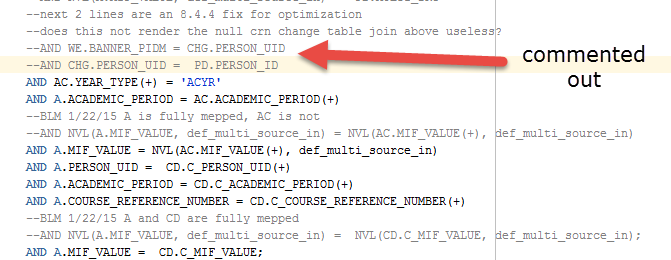 --next 2 lines are an 8.4.4 fix for optimization
--does this not render the null crn change table join above useless?
--AND WE.BANNER_PIDM = CHG.PERSON_UID
--AND CHG.PERSON_UID = PD.PERSON_ID
commented
out
AND AC.YEAR_TYPE(+) = 'ACYR'
AND A.ACADEMIC_PERIOD = AC.ACADEMIC_PERIOD(+)
--BLM 1/22/15 A is fully mepped, AC is not
--AND NVL(A.MIF_VALUE, def_multi_source_in) = NVL(AC.MIF_VALUE(+), def_multi_source_in)
AND A.MIF_VALUE = NVL(AC.MIF_VALUE(+), def_multi_source_in)
AND A.PERSON_UID = CD.C_PERSON_UID(+)
AND A.ACADEMIC_PERIOD = CD.C_ACADEMIC_PERIOD(+)
AND A.COURSE_REFERENCE_NUMBER = CD.C_COURSE_REFERENCE_NUMBER(+)
--BLM 1/22/15 A and CD are fully mepped
--AND NVL(A.MIF_VALUE, def_multi_source_in) = NVL(CD.C_MIF_VALUE, def_multi_source_in);
AND A.MIF_VALUE = CD.C_MIF_VALUE;